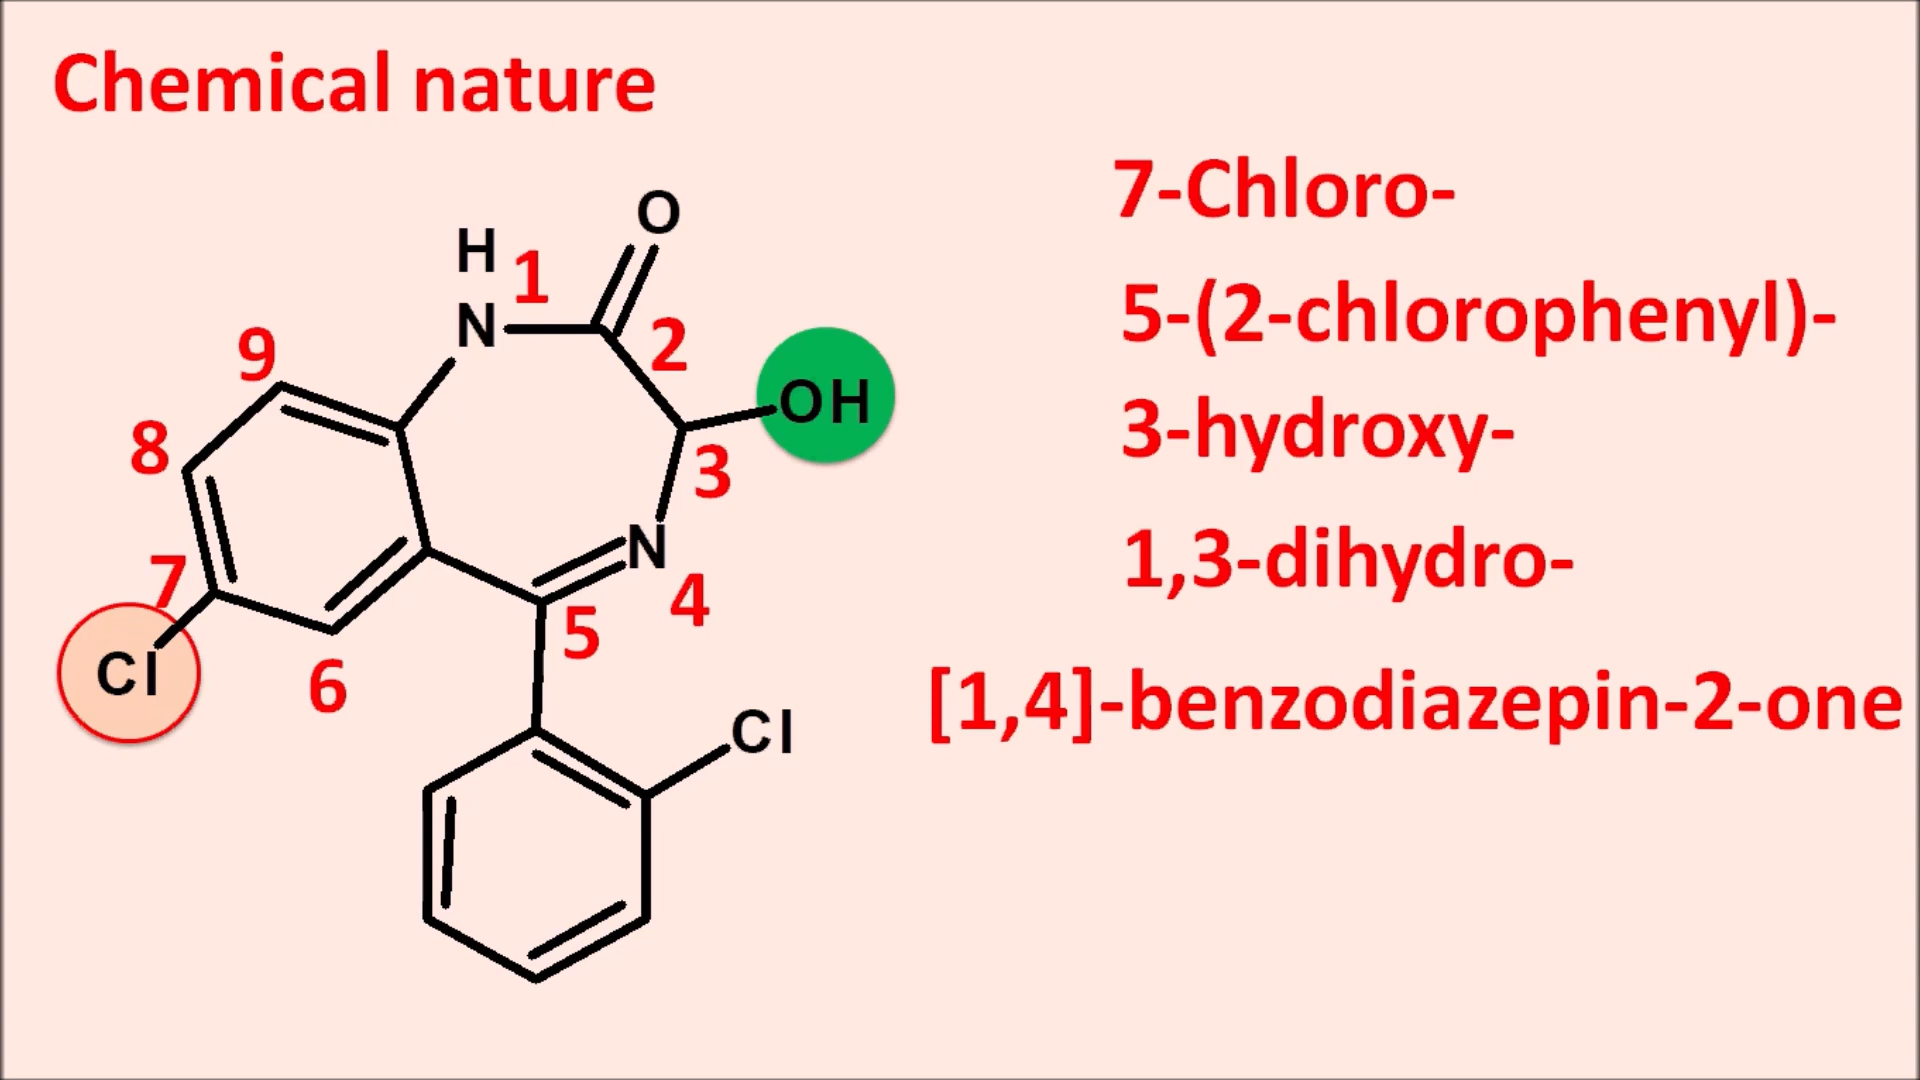 Chemical nature
7-Chloro-
5-(2-chlorophenyl)-
3-hydroxy-
1,3-dihydro-
[1,4]-benzodiazepin-2-one
O
H
1
N
2
9
OH
8
3
N
7
4
5
Cl
6
Cl